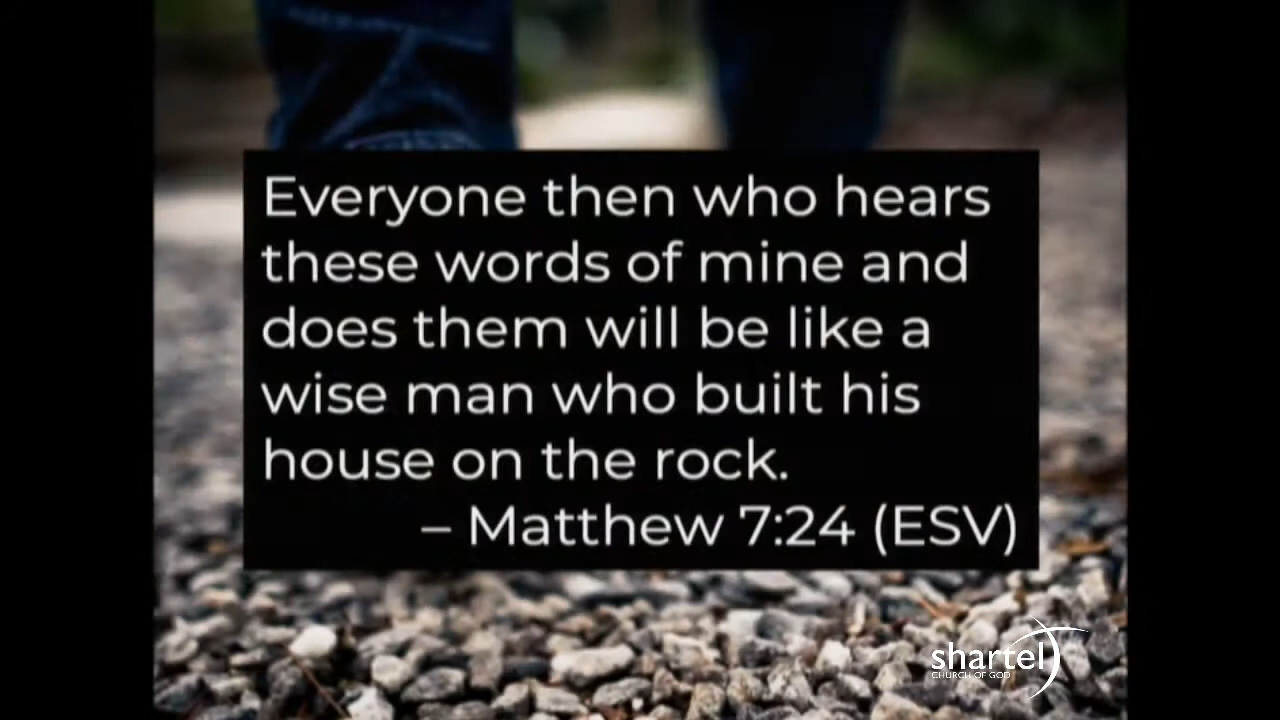 Everyone then who hears
these words of mine and
does them will be like a
wise man who built his
house on the rock.
– Matthew 7:24 (ESV)
shartel
CHURCH OF GOD